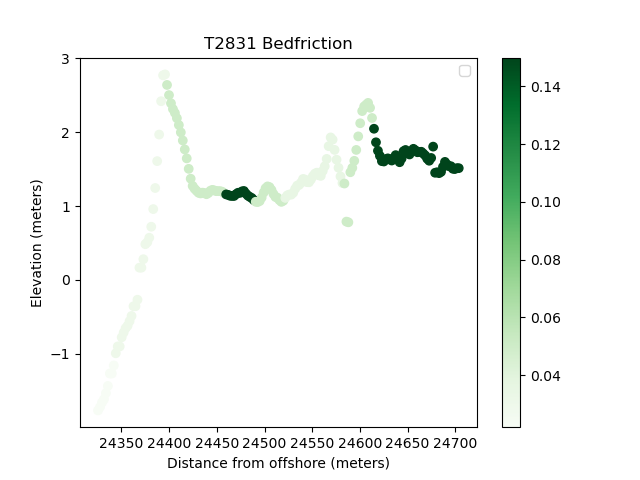 T2831 Bedfriction
3
2
1
0
−1
Elevation (meters)
24350 24400 24450 24500 24550 24600 24650 24700
Distance from offshore (meters)
0.14
0.12
0.10
0.08
0.06
0.04